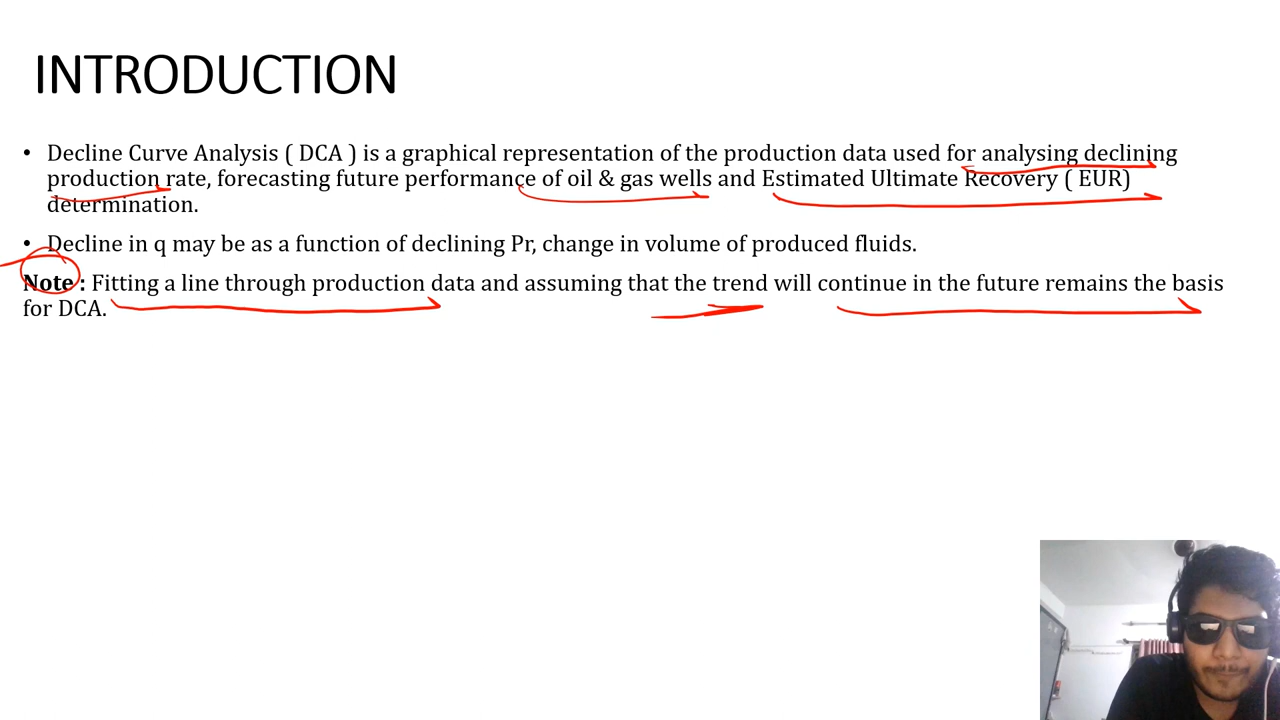 INTRODUCTION
• Decline Curve Analysis ( DCA ) is a graphical representation of the production data used for analysing declining
production rate, forecasting future performance of oil & gas wells and Estimated Ultimate Recovery ( EUR)
determination.
• Decline in q may be as a function of declining Pr, change in volume of produced fluids.
Note : Fitting a line through production data and assuming that the trend will continue in the future remains the basis
for DCA.